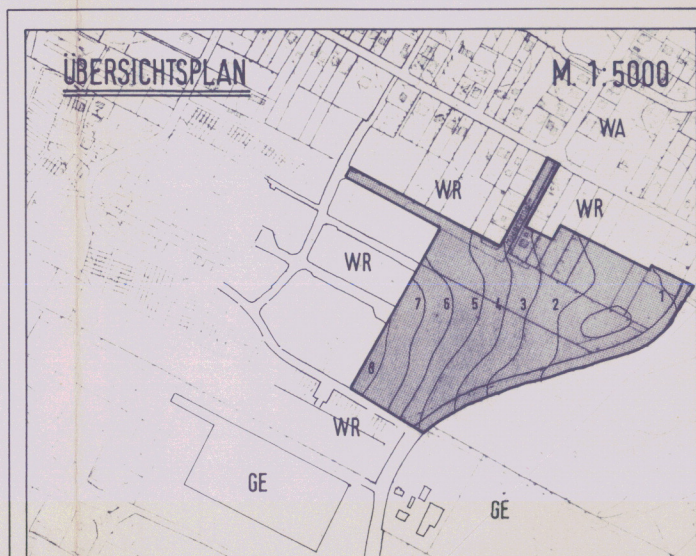 ÜBERSICHTSPLAN
M. 1:5000
WA
WR
WR
WR
7 6 5 4 3 2 1
8
WR
GE
GE